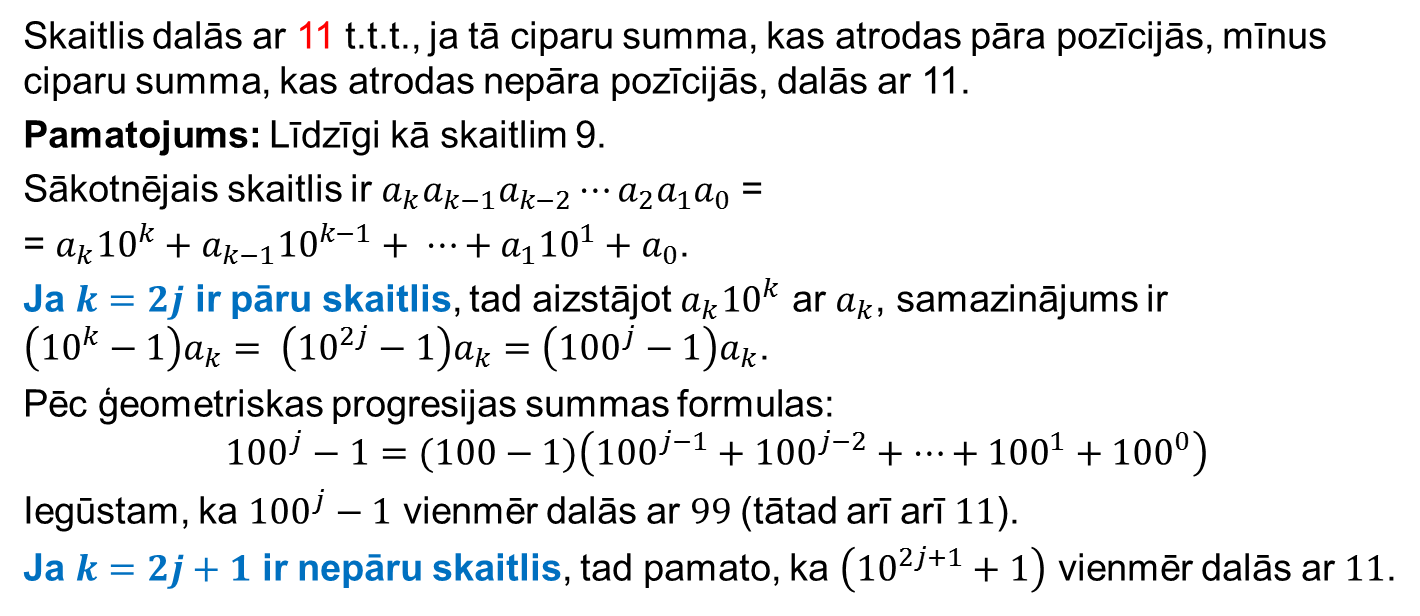 Skaitlis dalās ar 11 t.t.t., ja tā ciparu summa, kas atrodas pāra pozīcijās, mīnus
ciparu summa, kas atrodas nepāra pozīcijās, dalās ar 11.
Pamatojums: Līdzīgi kā skaitlim 9.
Sākotnējais skaitlis ir $a_k a_{k-1} a_{k-2} \cdots a_2 a_1 a_0$ =
= $a_k 10^k + a_{k-1} 10^{k-1} + \cdots + a_1 10^1 + a_0$.
Ja $k = 2j$ ir pāru skaitlis, tad aizstājot $a_k 10^k$ ar $a_k$, samazinājums ir
$(10^k - 1)a_k = (10^{2j} - 1)a_k = (100^j - 1)a_k$.
Pēc ģeometriskas progresijas summas formulas:
$100^j - 1 = (100 - 1)(100^{j-1} + 100^{j-2} + \cdots + 100^1 + 100^0)$
Iegūstam, ka $100^j - 1$ vienmēr dalās ar 99 (tātad arī arī 11).
Ja $k = 2j + 1$ ir nepāru skaitlis, tad pamato, ka $(10^{2j+1} + 1)$ vienmēr dalās ar 11.